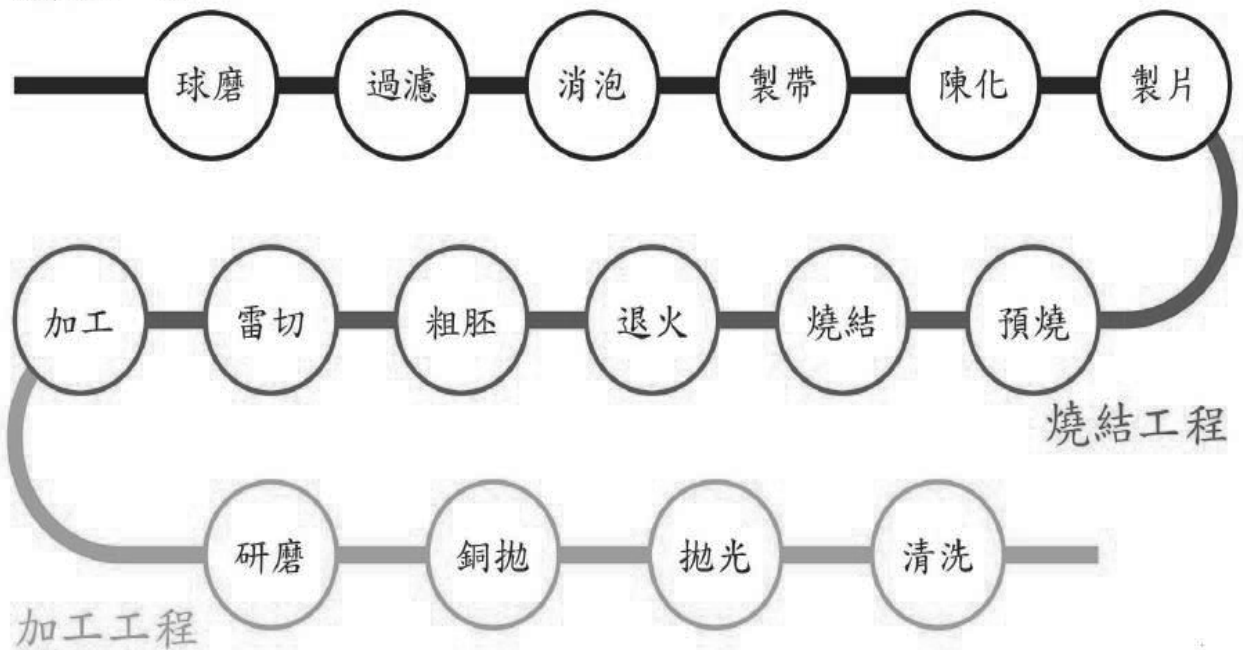 球磨 過濾 消泡 製帶 陳化 製片
加工 雷切 粗胚 退火 燒結 預燒
燒結工程
研磨 銅拋 拋光 清洗
加工工程